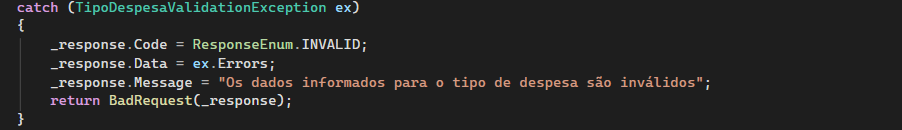 catch (TipoDespesaValidationException ex)
{
    _response.Code = ResponseEnum.INVALID;
    _response.Data = ex.Errors;
    _response.Message = "Os dados informados para o tipo de despesa são inválidos";
    return BadRequest(_response);
}